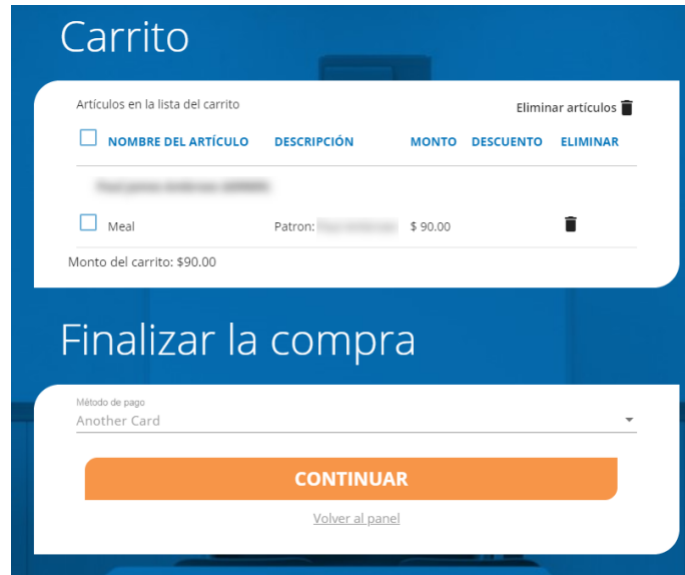 Carrito
Artículos en la lista del carrito Eliminar artículos
NOMBRE DEL ARTÍCULO DESCRIPCIÓN MONTO DESCUENTO ELIMINAR
Meal Patron: $ 90.00
Monto del carrito: $90.00
Finalizar la compra
Método de pago
Another Card
CONTINUAR
Volver al panel